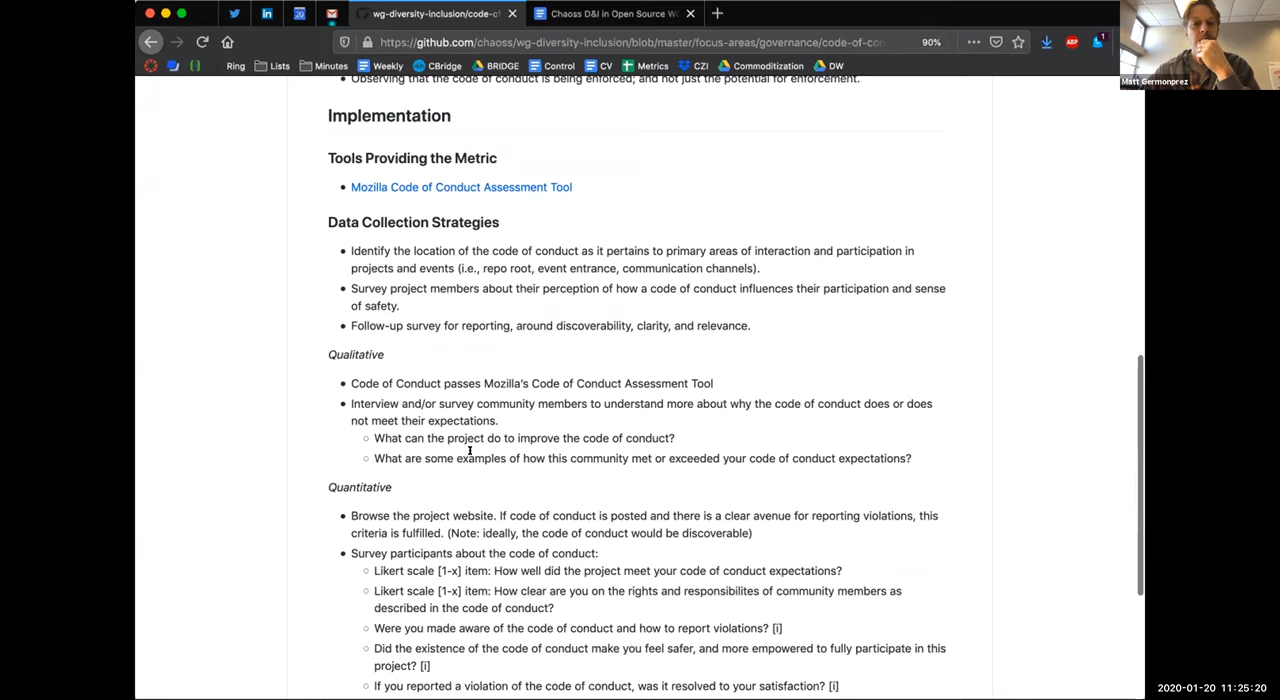 wg-diversity-inclusion/code-of
Chaoss D&I in Open Source W
https://github.com/chaoss/wg-diversity-inclusion/blob/master/focus-areas/governance/code-of-con
90%
ABP
1
Ring
Lists
Minutes
Weekly
CBridge
BRIDGE
Control
CV
Metrics
CZI
Commoditization
DW
Matt Germonprez
Observing that the code of conduct is being enforced; and not just the potential for enforcement.
Implementation
Tools Providing the Metric
Mozilla Code of Conduct Assessment Tool
Data Collection Strategies
Identify the location of the code of conduct as it pertains to primary areas of interaction and participation in
projects and events (i.e., repo root, event entrance, communication channels).
Survey project members about their perception of how a code of conduct influences their participation and sense
of safety.
Follow-up survey for reporting, around discoverability, clarity, and relevance.
Qualitative
Code of Conduct passes Mozilla's Code of Conduct Assessment Tool
Interview and/or survey community members to understand more about why the code of conduct does or does
not meet their expectations.
What can the project do to improve the code of conduct?
What are some examples of how this community met or exceeded your code of conduct expectations?
Quantitative
Browse the project website. If code of conduct is posted and there is a clear avenue for reporting violations, this
criteria is fulfilled. (Note: ideally, the code of conduct would be discoverable)
Survey participants about the code of conduct:
Likert scale [1-x] item: How well did the project meet your code of conduct expectations?
Likert scale [1-x] item: How clear are you on the rights and responsibilites of community members as
described in the code of conduct?
Were you made aware of the code of conduct and how to report violations? [i]
Did the existence of the code of conduct make you feel safer, and more empowered to fully participate in this
project? [i]
If you reported a violation of the code of conduct, was it resolved to your satisfaction? [i]
2020-01-20 11:25:20